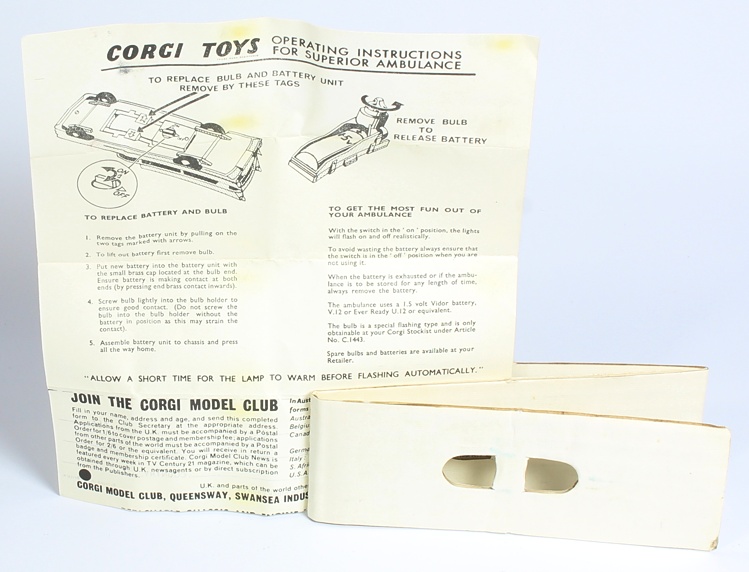 CORGI TOYS
OPERATING INSTRUCTIONS
FOR SUPERIOR AMBULANCE
TO REPLACE BULB AND BATTERY UNIT
REMOVE BY THESE TAGS
REMOVE BULB
TO
RELEASE BATTERY
ON
OFF
TO REPLACE BATTERY AND BULB
1. Remove the battery unit by pulling on the
two tags marked with arrows.
2. To lift out battery first remove bulb.
3. Put new battery into the battery unit with
the small brass cap located at the bulb end.
Ensure battery is making contact at both
ends (by pressing end brass contact inwards).
4. Screw bulb lightly into the bulb holder to
ensure good contact. (Do not screw the
bulb into the bulb holder without the
battery in position as this may strain the
contact).
5. Assemble battery unit to chassis and press
all the way home.
TO GET THE MOST FUN OUT OF
YOUR AMBULANCE
With the switch in the 'on' position, the lights
will flash on and off realistically.
To avoid wasting the battery always ensure that
the switch is in the 'off' position when you are
not using it.
When the battery is exhausted or if the ambu-
lance is to be stored for any length of time,
always remove the battery.
The ambulance uses a 1.5 volt Vidor battery,
V.12 or Ever Ready U.12 or equivalent.
The bulb is a special flashing type and is only
obtainable at your Corgi Stockist under Article
No. C.1443.
Spare bulbs and batteries are available at your
Retailer.
"ALLOW A SHORT TIME FOR THE LAMP TO WARM BEFORE FLASHING AUTOMATICALLY."
JOIN THE CORGI MODEL CLUB
Fill in your name, address and age, and send this completed
form to the Club Secretary at the appropriate address.
Applications from the U.K. must be accompanied by a Postal
Order for 1/6 to cover postage and membership fee; applications
from other parts of the world must be accompanied by a Postal
Order for 2/6 or the equivalent. You will receive in return a
badge and membership certificate. Corgi Model Club News is
featured every week in TV Century 21 magazine, which can be
obtained through U.K. newsagents or by direct subscription
from the Publishers.
In Aust
forms
Austra
Belgiu
Canad
Germ
Italy
S. Afri
U.S.A
U.K. and parts of the world othe
CORGI MODEL CLUB, QUEENSWAY, SWANSEA INDUS